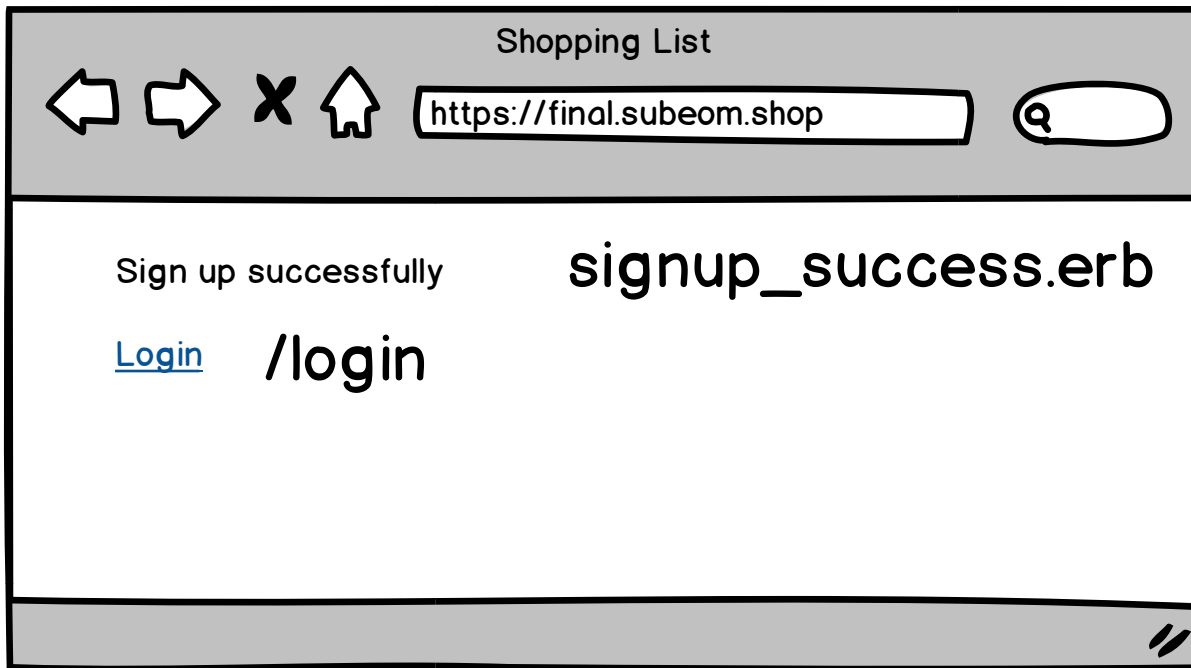 Shopping List
https://final.subeom.shop
Sign up successfully signup_success.erb
Login /login